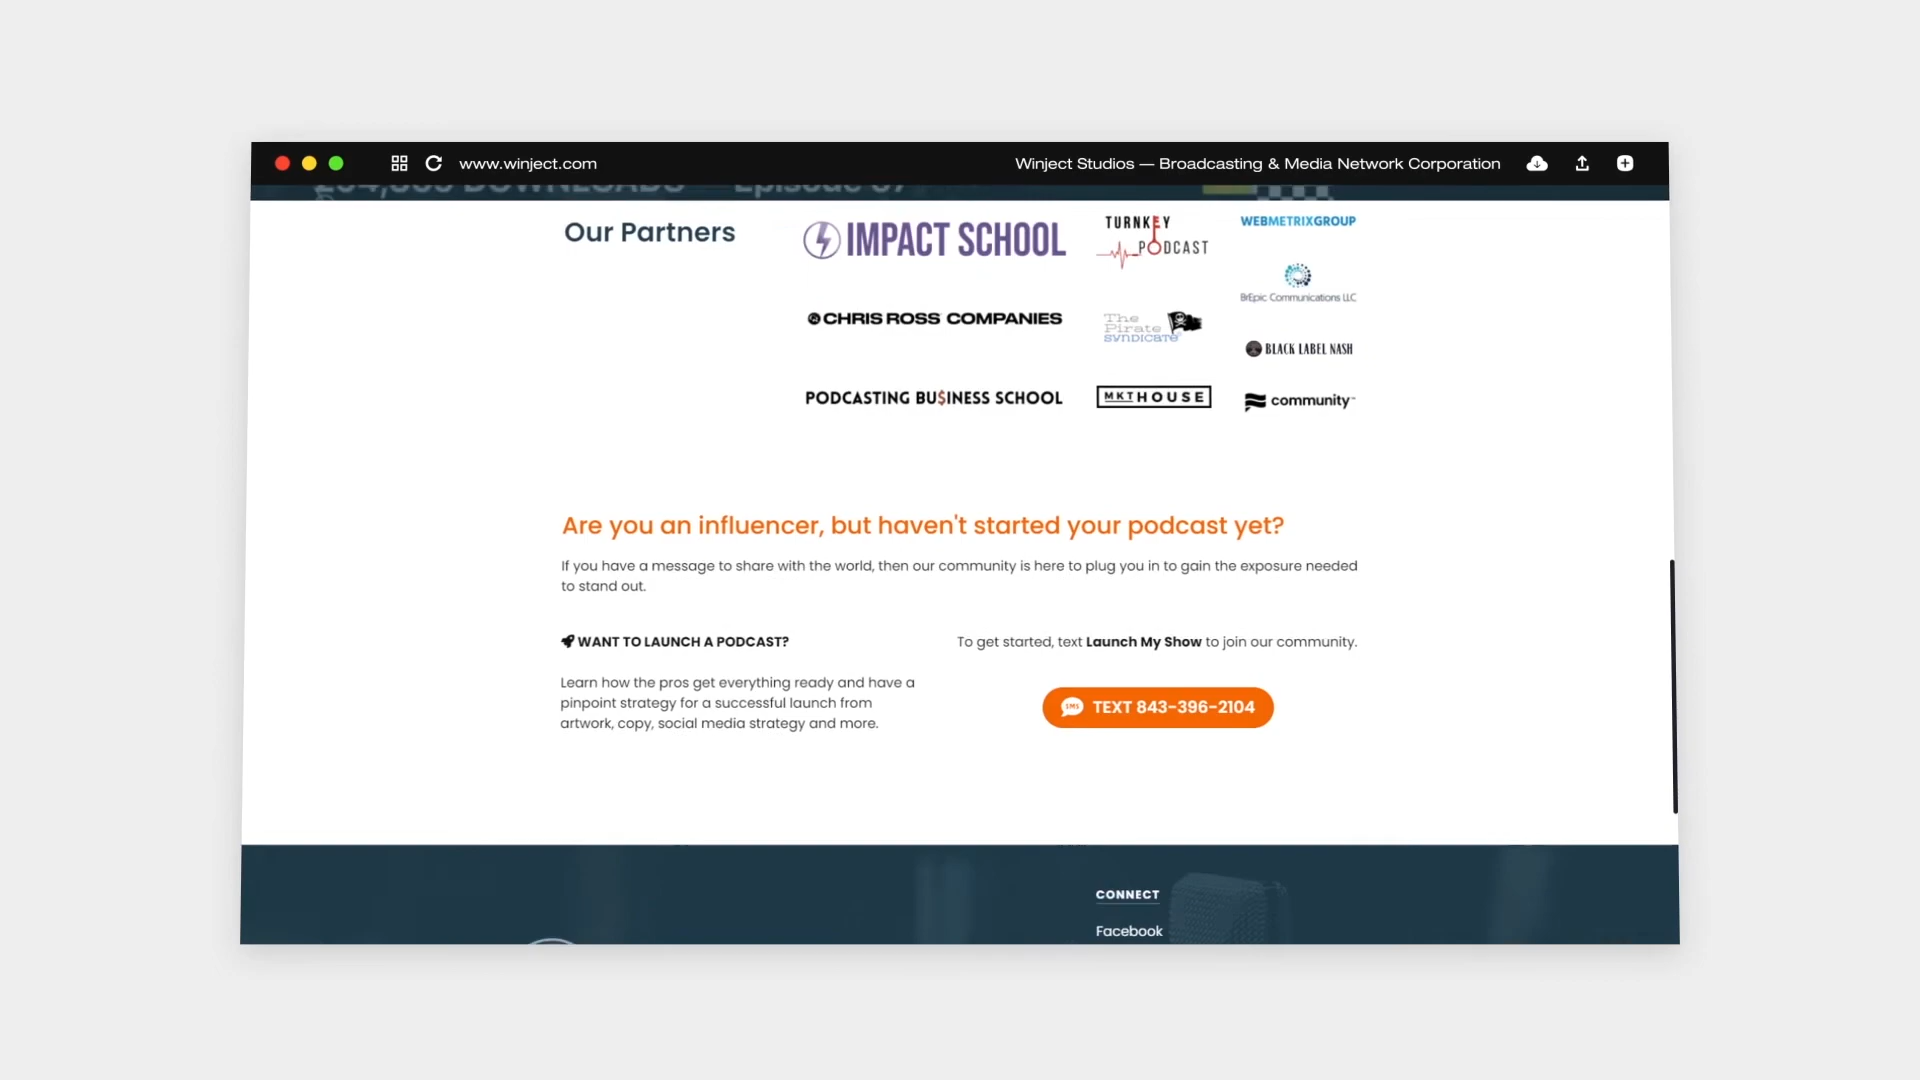 www.winject.com
Winject Studios — Broadcasting & Media Network Corporation
DOWNLOADS
Episode
Our Partners
IMPACT SCHOOL
TURNKEY
PODCAST
WEBMETRIXGROUP
BrEpic Communications LLC
CHRIS ROSS COMPANIES
The
Pirate
SYNDICATE
BLACK LABEL NASH
PODCASTING BU$INESS SCHOOL
MKTHOUSE
community
Are you an influencer, but haven't started your podcast yet?
If you have a message to share with the world, then our community is here to plug you in to gain the exposure needed
to stand out.
WANT TO LAUNCH A PODCAST?
Learn how the pros get everything ready and have a
pinpoint strategy for a successful launch from
artwork, copy, social media strategy and more.
To get started, text Launch My Show to join our community.
SMS TEXT 843-396-2104
CONNECT
Facebook